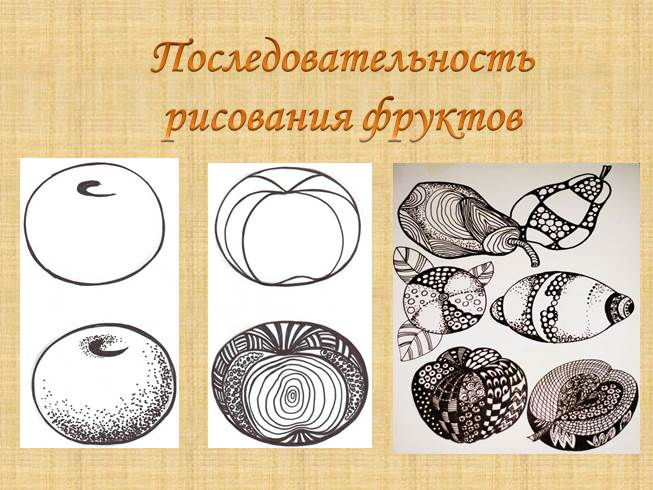 Последовательность
рисования фруктов